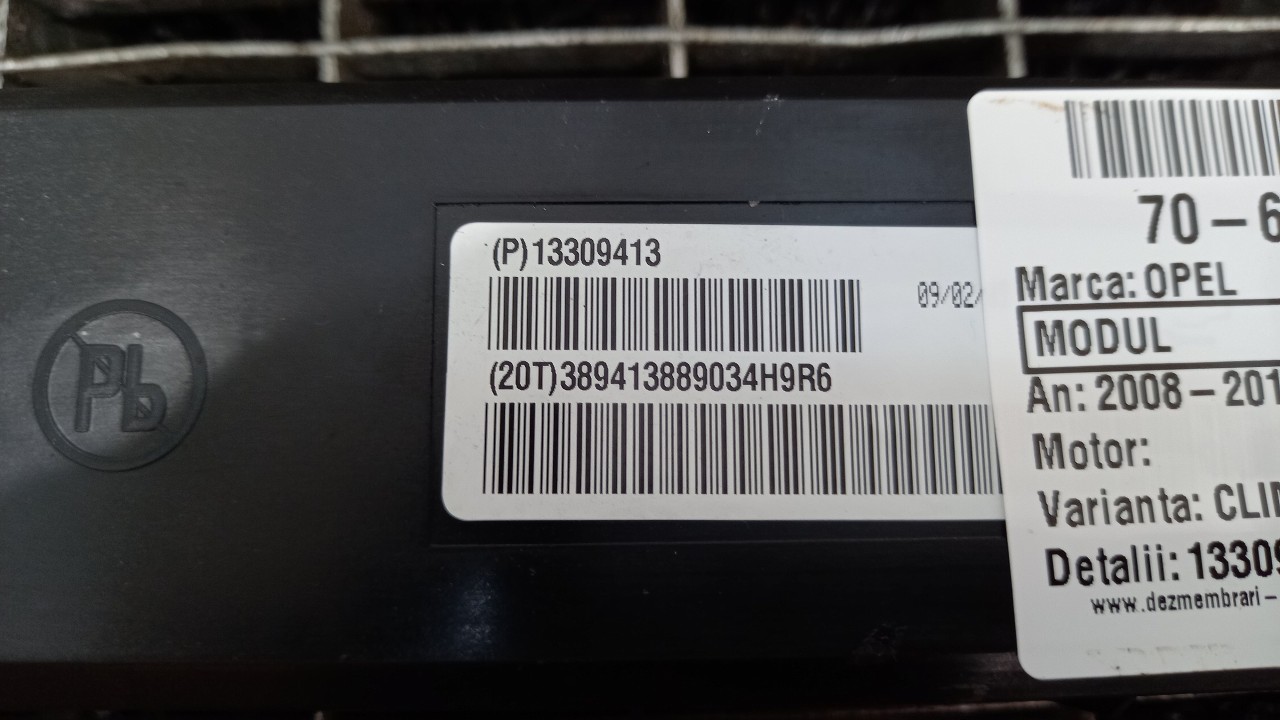 (P)13309413
09/02/
(20T)389413889034H9R6
Pb
70-6
Marca: OPEL
MODUL
An: 2008-201
Motor:
Varianta: CLI
Detalii: 13309
www.dezmembrari-